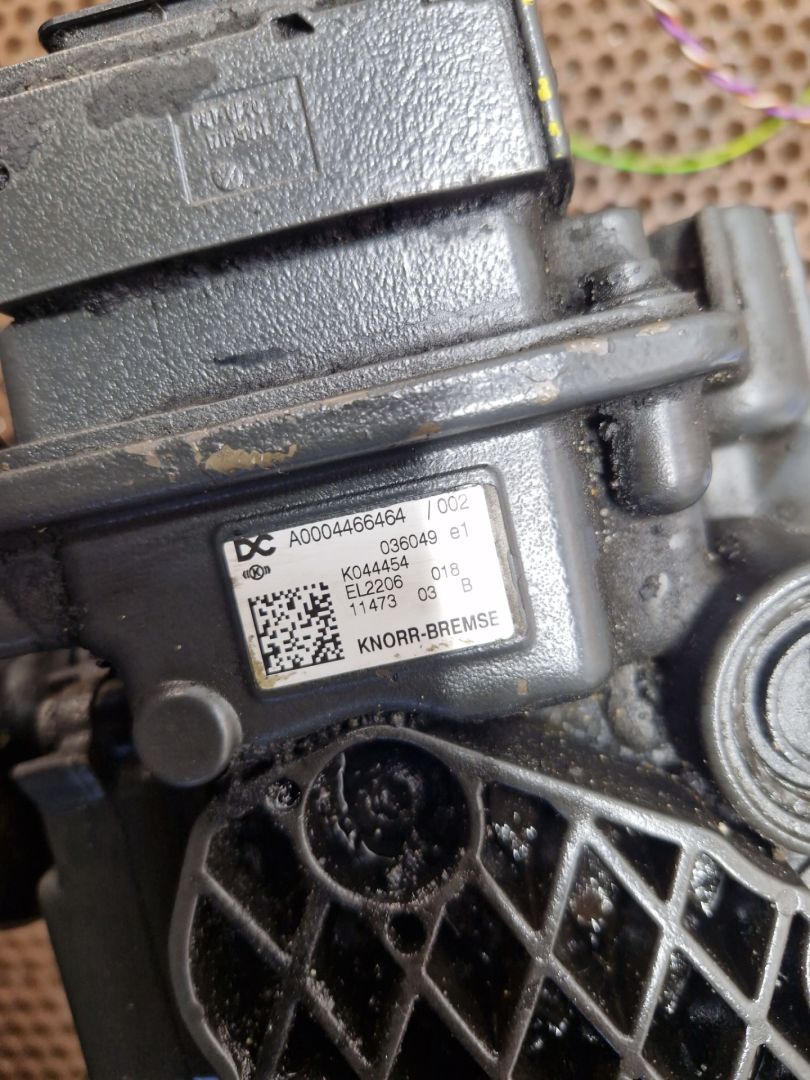 DC A0004466464 /002
036049 e1
((K))
K044454
EL2206 018
11473 03 B
KNORR-BREMSE